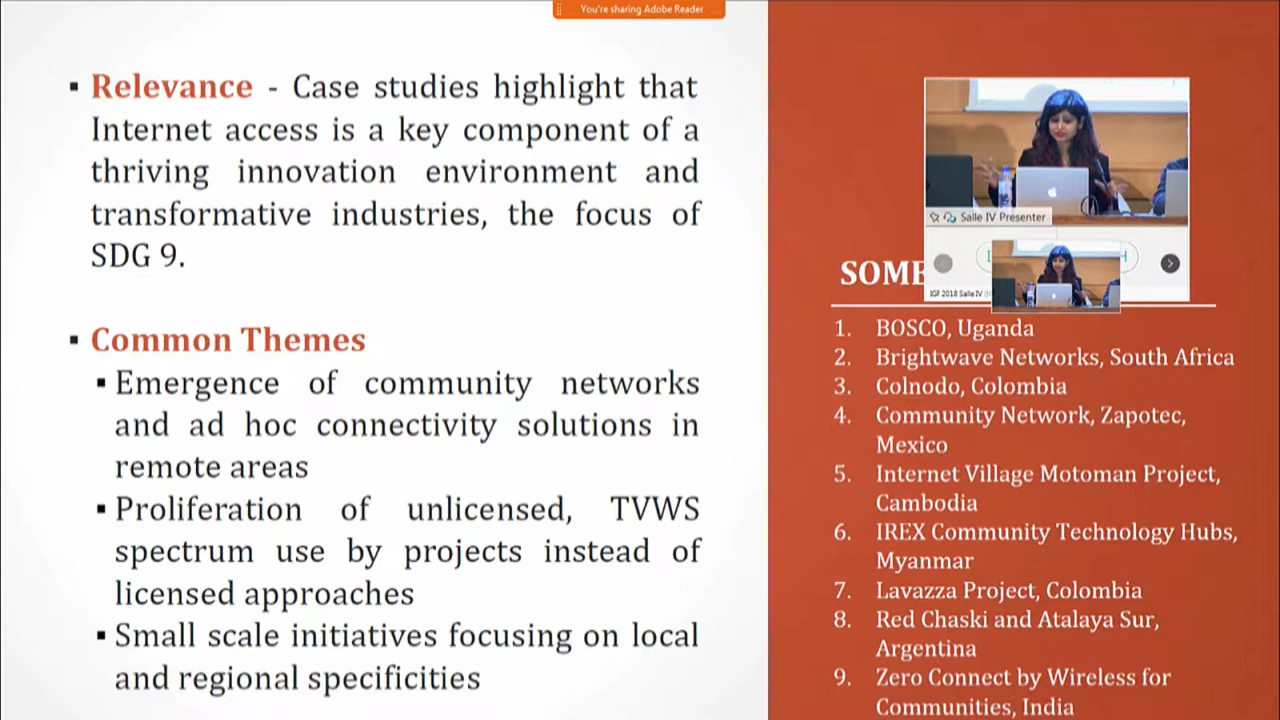 You're sharing Adobe Reader
▪ Relevance - Case studies highlight that
Internet access is a key component of a
thriving innovation environment and
transformative industries, the focus of
SDG 9.
▪ Common Themes
▪ Emergence of community networks
and ad hoc connectivity solutions in
remote areas
▪ Proliferation of unlicensed, TVWS
spectrum use by projects instead of
licensed approaches
▪ Small scale initiatives focusing on local
and regional specificities
Salle IV Presenter
IGF 2018 Salle IV
SOME
1. BOSCO, Uganda
2. Brightwave Networks, South Africa
3. Colnodo, Colombia
4. Community Network, Zapotec,
Mexico
5. Internet Village Motoman Project,
Cambodia
6. IREX Community Technology Hubs,
Myanmar
7. Lavazza Project, Colombia
8. Red Chaski and Atalaya Sur,
Argentina
9. Zero Connect by Wireless for
Communities, India